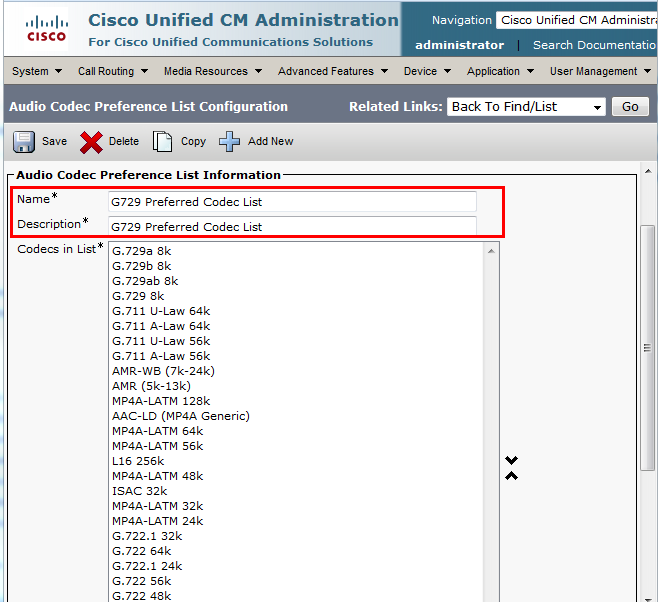 Cisco Unified CM Administration
For Cisco Unified Communications Solutions
CISCO
Navigation Cisco Unified CM Administra
administrator | Search Documentatio
System Call Routing Media Resources Advanced Features Device Application User Management
Audio Codec Preference List Configuration Related Links: Back To Find/List Go
Save Delete Copy Add New
Audio Codec Preference List Information
Name* G729 Preferred Codec List
Description* G729 Preferred Codec List
Codecs in List* G.729a 8k
G.729b 8k
G.729ab 8k
G.729 8k
G.711 U-Law 64k
G.711 A-Law 64k
G.711 U-Law 56k
G.711 A-Law 56k
AMR-WB (7k-24k)
AMR (5k-13k)
MP4A-LATM 128k
AAC-LD (MP4A Generic)
MP4A-LATM 64k
MP4A-LATM 56k
L16 256k
MP4A-LATM 48k
ISAC 32k
MP4A-LATM 32k
MP4A-LATM 24k
G.722.1 32k
G.722 64k
G.722.1 24k
G.722 56k
G.722 48k